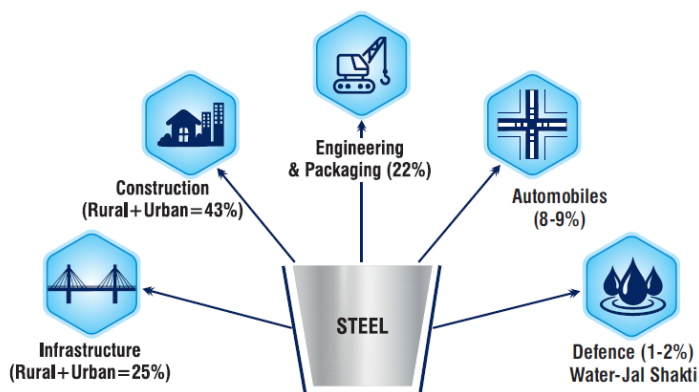 Engineering
& Packaging (22%)
Construction
(Rural+Urban=43%)
Automobiles
(8-9%)
STEEL
Infrastructure
(Rural+Urban=25%)
Defence (1-2%)
Water-Jal Shakti